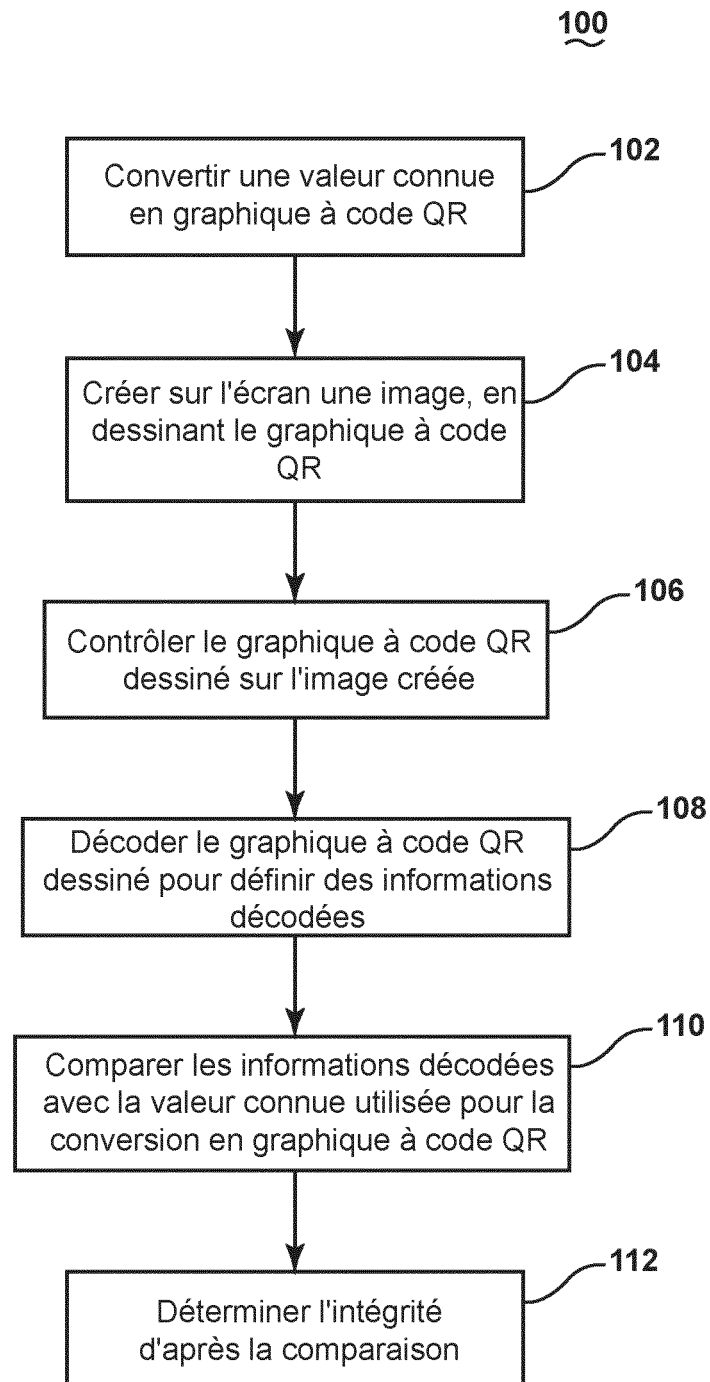 100
102
Convertir une valeur connue
en graphique à code QR
104
Créer sur l'écran une image, en
dessinant le graphique à code
QR
106
Contrôler le graphique à code QR
dessiné sur l'image créée
108
Décoder le graphique à code QR
dessiné pour définir des informations
décodées
110
Comparer les informations décodées
avec la valeur connue utilisée pour la
conversion en graphique à code QR
112
Déterminer l'intégrité
d'après la comparaison